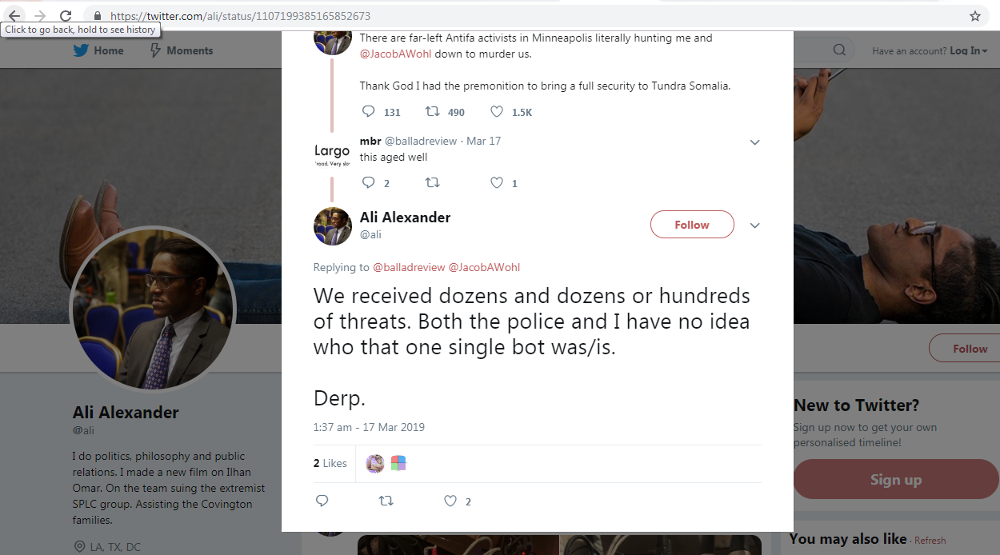 https://twitter.com/ali/status/1107199385165852673
Click to go back, hold to see history
Home
Moments
Have an account? Log In
There are far-left Antifa activists in Minneapolis literally hunting me and
@JacobAWohl down to murder us.
Thank God I had the premonition to bring a full security to Tundra Somalia.
131 490 1.5K
mbr @balladreview · Mar 17
Largo
this aged well
2 1
Ali Alexander
@ali
Follow
Replying to @balladreview @JacobAWohl
We received dozens and dozens or hundreds
of threats. Both the police and I have no idea
who that one single bot was/is.
Derp.
1:37 am - 17 Mar 2019
2 Likes
2
Ali Alexander
@ali
I do politics, philosophy and public
relations. I made a new film on Ilhan
Omar. On the team suing the extremist
SPLC group. Assisting the Covington
families.
LA, TX, DC
Follow
New to Twitter?
Sign up now to get your own
personalised timeline!
Sign up
You may also like · Refresh